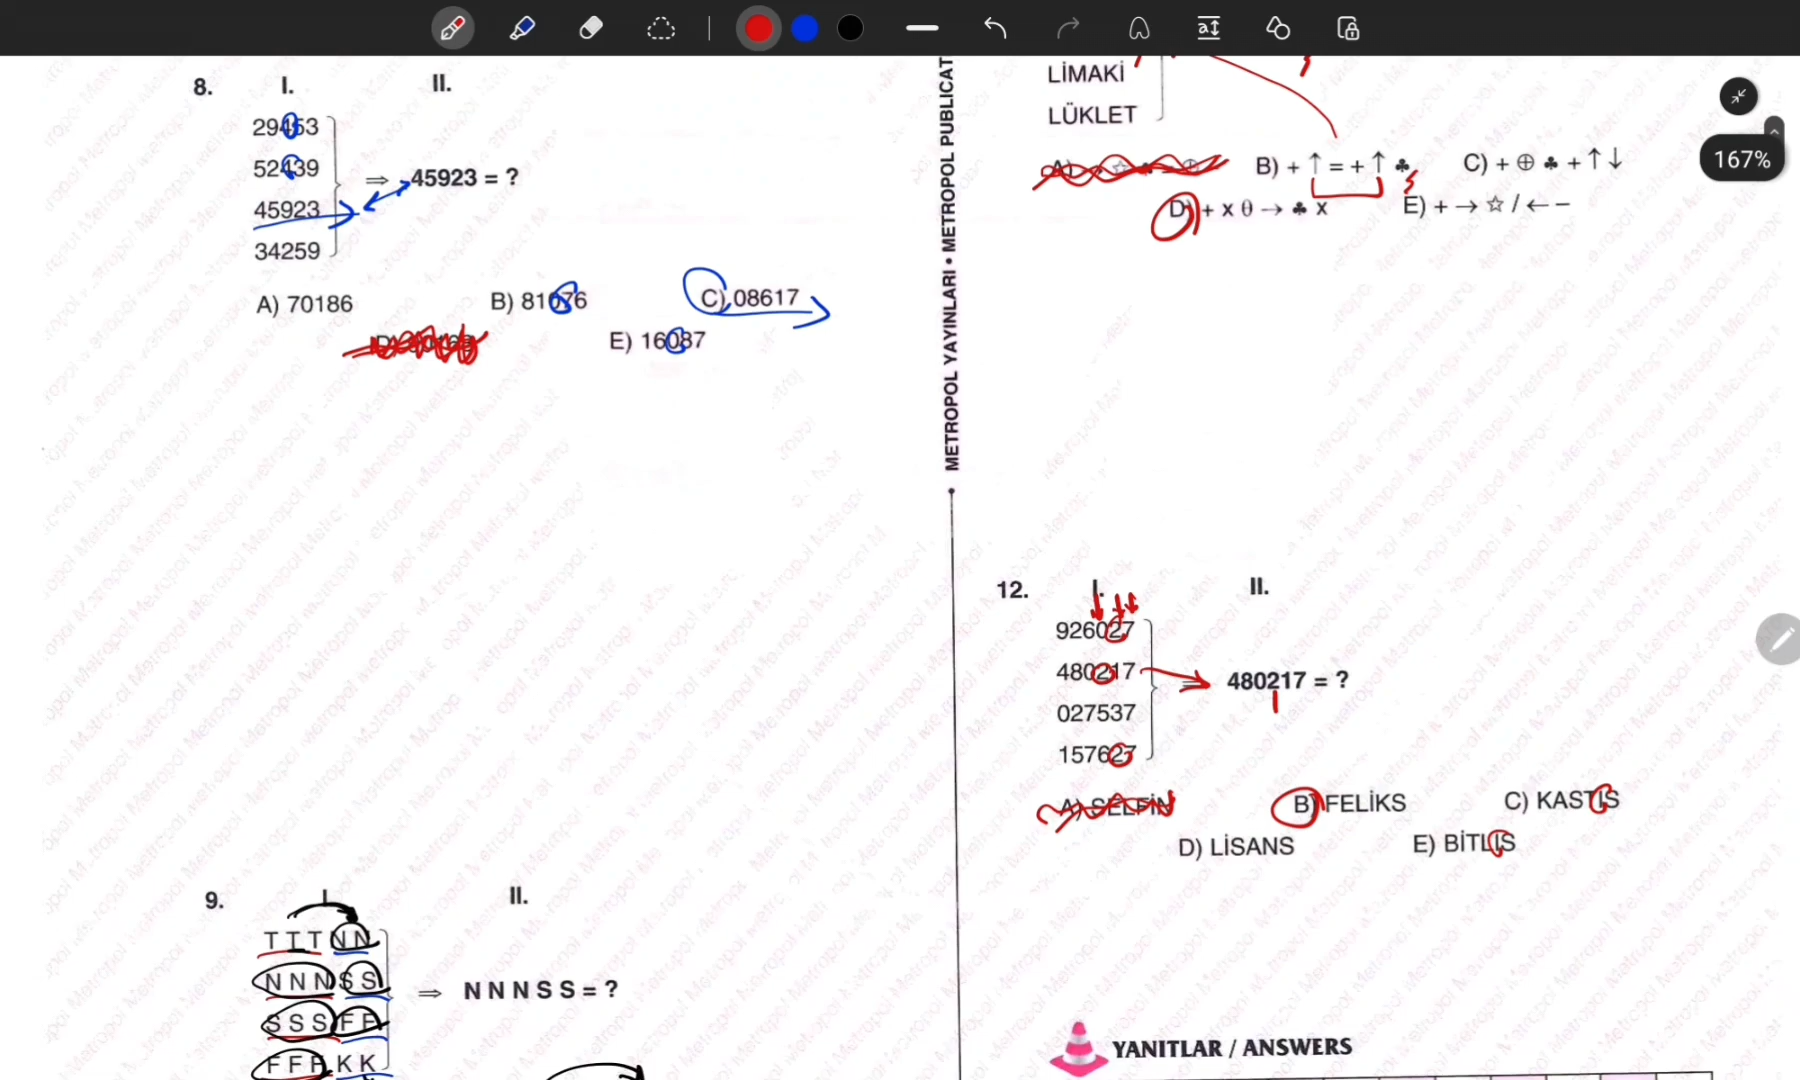 167%
8. I. II.
29453
52439
45923
34259
⇒ 45923 = ?
A) 70186 B) 81076 C) 08617
E) 16087
9. II.
T T T N N
N N N S S
S S S F F
F F F K K
⇒ N N N S S = ?
METROPOL YAYINLARI • METROPOL PUBLICAT
LİMAKİ
LÜKLET
B) + ↑ = + ↑ ♣ C) + ⊕ ♣ + ↑ ↓
D) + x θ → ♣ x E) + → ☆ / ← −
12. I. II.
926027
480217
027537
157627
480217 = ?
A) SELFİN B) FELİKS C) KASTİS
D) LİSANS E) BİTLİS
YANITLAR / ANSWERS